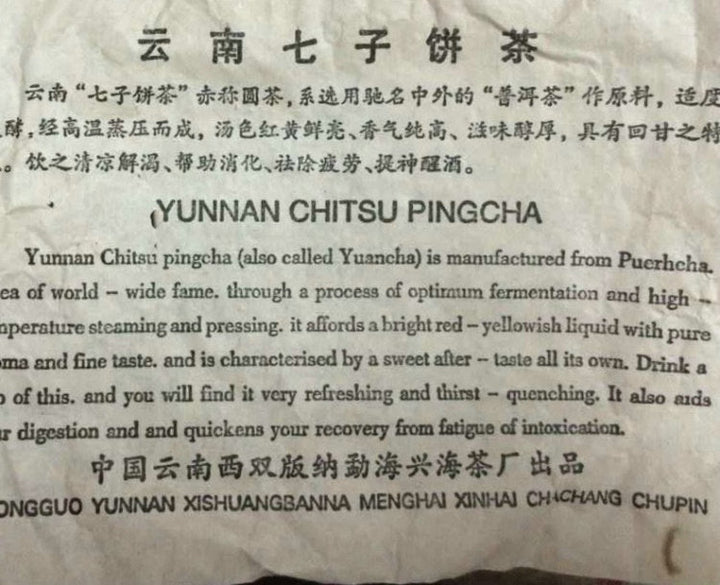 云南七子饼茶
云南“七子饼茶”亦称圆茶,系选用驰名中外的“普洱茶”作原料,适度
酵,经高温蒸压而成,汤色红黄鲜亮、香气纯高、滋味醇厚,具有回甘之特
。饮之清凉解渴、帮助消化、祛除疲劳、提神醒酒。
YUNNAN CHITSU PINGCHA
Yunnan Chitsu pingcha (also called Yuancha) is manufactured from Puerhcha.
ea of world – wide fame. through a process of optimum fermentation and high –
mperature steaming and pressing. it affords a bright red – yellowish liquid with pure
oma and fine taste. and is characterised by a sweet after – taste all its own. Drink a
p of this. and you will find it very refreshing and thirst – quenching. It also aids
ur digestion and and quickens your recovery from fatigue of intoxication.
中国云南西双版纳勐海兴海茶厂出品
ONGGUO YUNNAN XISHUANGBANNA MENGHAI XINHAI CHACHANG CHUPIN